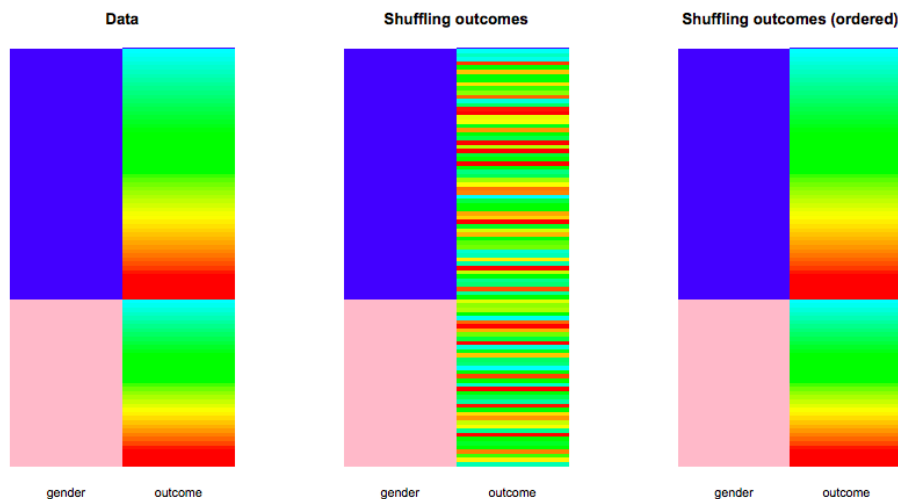 Data
Shuffling outcomes
Shuffling outcomes (ordered)
gender outcome
gender outcome
gender outcome